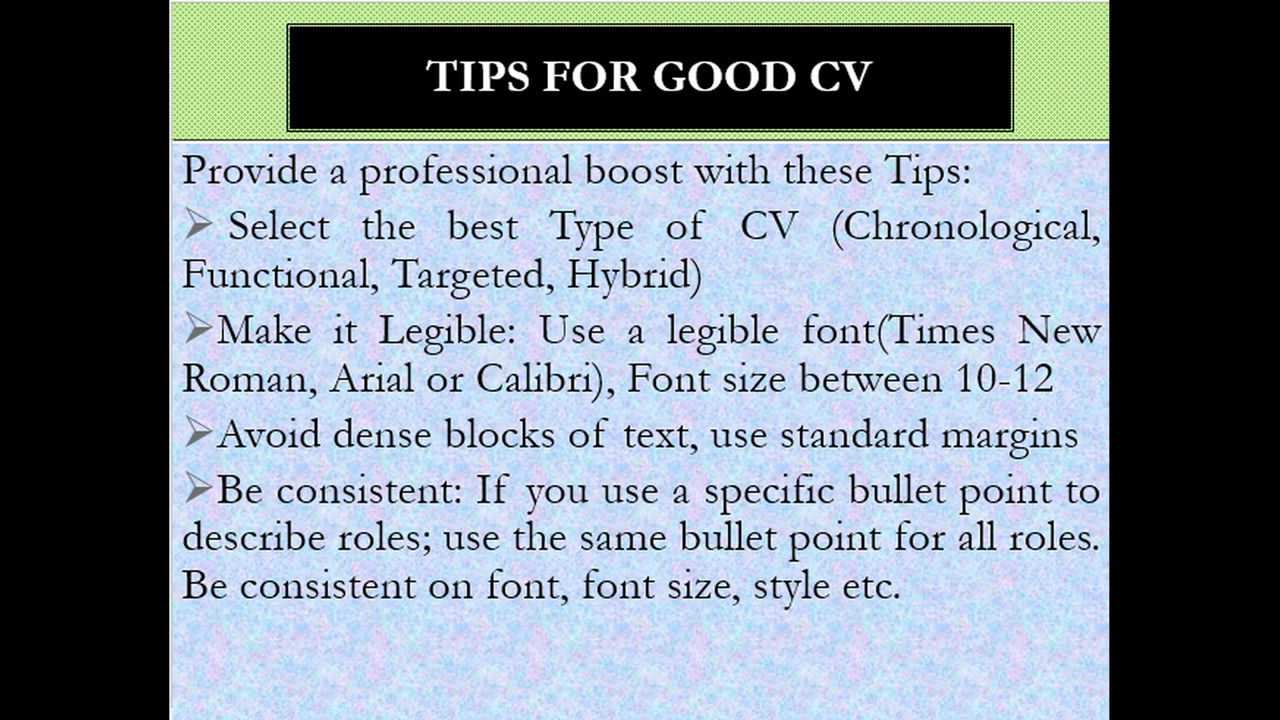 TIPS FOR GOOD CV
Provide a professional boost with these Tips:
➢ Select the best Type of CV (Chronological,
Functional, Targeted, Hybrid)
➢Make it Legible: Use a legible font(Times New
Roman, Arial or Calibri), Font size between 10-12
➢Avoid dense blocks of text, use standard margins
➢Be consistent: If you use a specific bullet point to
describe roles; use the same bullet point for all roles.
Be consistent on font, font size, style etc.